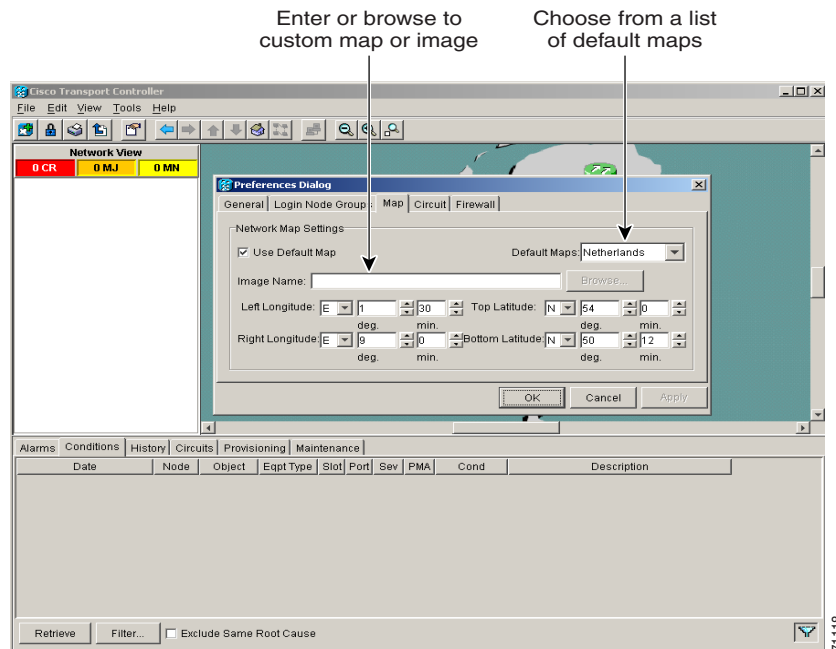 Enter or browse to custom map or image
Choose from a list of default maps
Cisco Transport Controller
File Edit View Tools Help
Network View
0 CR 0 MJ 0 MN
Preferences Dialog
General Login Node Groups Map Circuit Firewall
Network Map Settings
Use Default Map Default Maps: Netherlands
Image Name: Browse...
Left Longitude: E 1 30 Top Latitude: N 54 0
deg. min. deg. min.
Right Longitude: E 9 0 Bottom Latitude: N 50 12
deg. min. deg. min.
OK Cancel Apply
Alarms Conditions History Circuits Provisioning Maintenance
Date Node Object Eqpt Type Slot Port Sev PMA Cond Description
Retrieve Filter... Exclude Same Root Cause